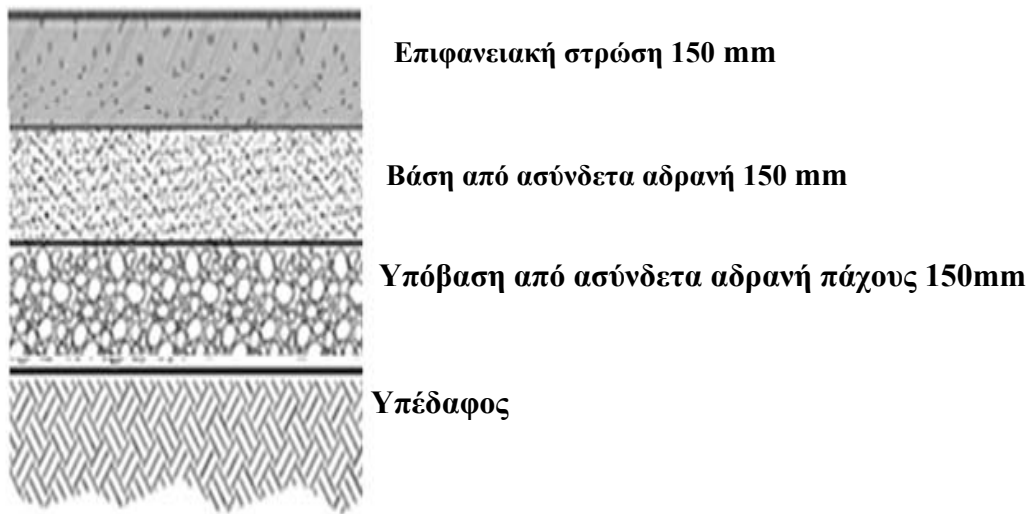 Επιφανειακή στρώση 150 mm
Βάση από ασύνδετα αδρανή 150 mm
Υπόβαση από ασύνδετα αδρανή πάχους 150mm
Υπέδαφος